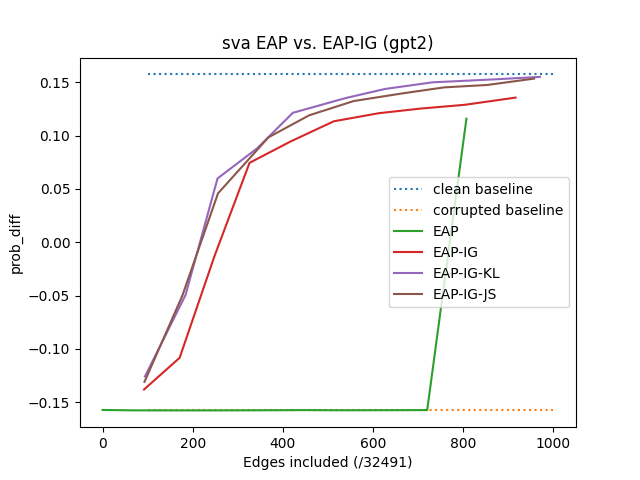 sva EAP vs. EAP-IG (gpt2)
prob_diff
0.15
0.10
0.05
0.00
−0.05
−0.10
−0.15
clean baseline
corrupted baseline
EAP
EAP-IG
EAP-IG-KL
EAP-IG-JS
0 200 400 600 800 1000
Edges included (/32491)